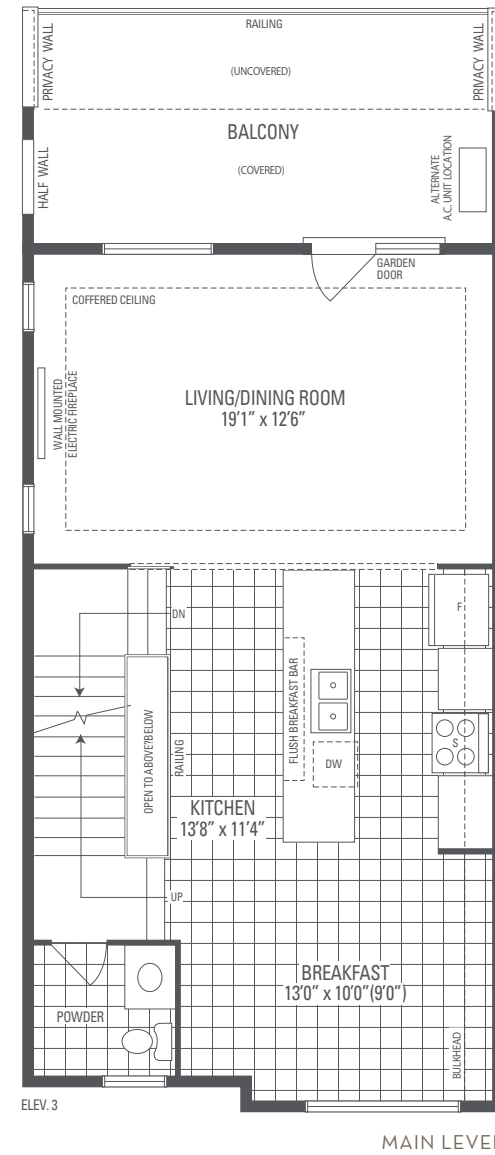 RAILING
PRIVACY WALL
PRIVACY WALL
(UNCOVERED)
BALCONY
(COVERED)
HALF WALL
ALTERNATE
A.C. UNIT LOCATION
GARDEN
DOOR
COFFERED CEILING
WALL MOUNTED
ELECTRIC FIREPLACE
LIVING/DINING ROOM
19'1" x 12'6"
DN
F
FLUSH BREAKFAST BAR
OPEN TO ABOVE?BELOW
RAILING
S
DW
KITCHEN
13'8" x 11'4"
UP
BREAKFAST
13'0" x 10'0"(9'0")
POWDER
BULKHEAD
ELEV. 3
MAIN LEVEL